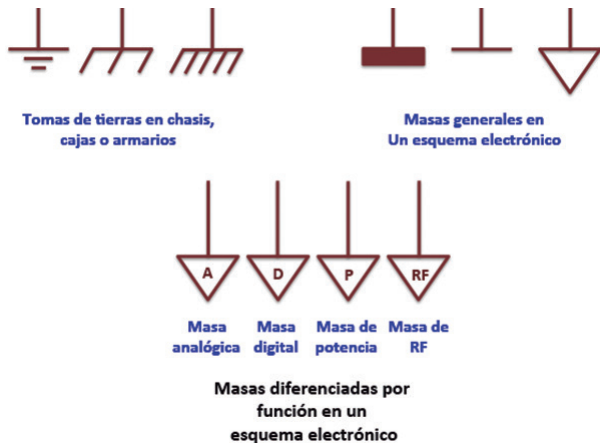 Tomas de tierras en chasis,
cajas o armarios
Masas generales en
Un esquema electrónico
A D P RF
Masa analógica
Masa digital
Masa de potencia
Masa de RF
Masas diferenciadas por
función en un
esquema electrónico